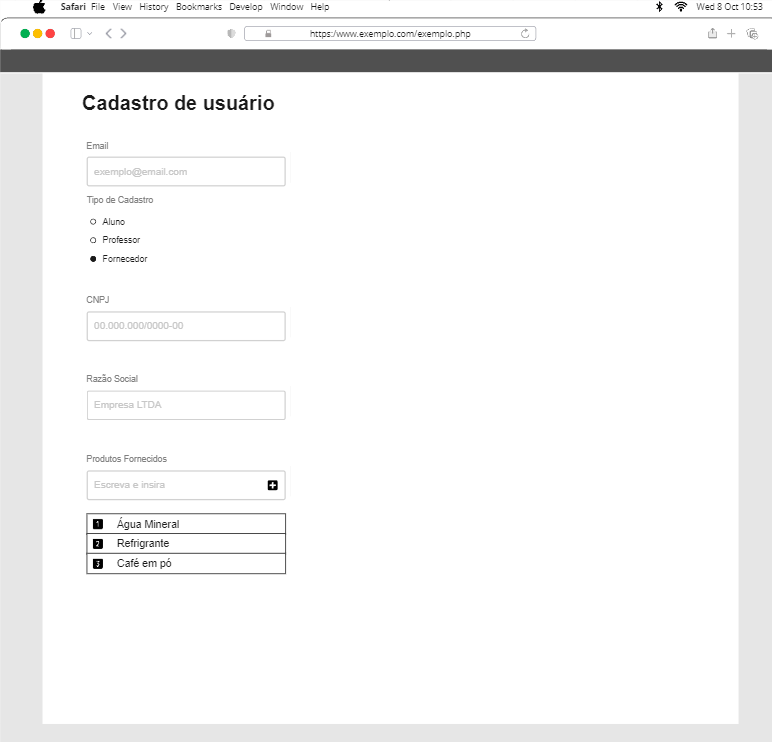 Safari File View History Bookmarks Develop Window Help Wed 8 Oct 10:53
https:/www.exemplo.com/exemplo.php
Cadastro de usuário
Email
exemplo@email.com
Tipo de Cadastro
Aluno
Professor
Fornecedor
CNPJ
00.000.000/0000-00
Razão Social
Empresa LTDA
Produtos Fornecidos
Escreva e insira
1 Água Mineral
2 Refrigrante
3 Café em pó